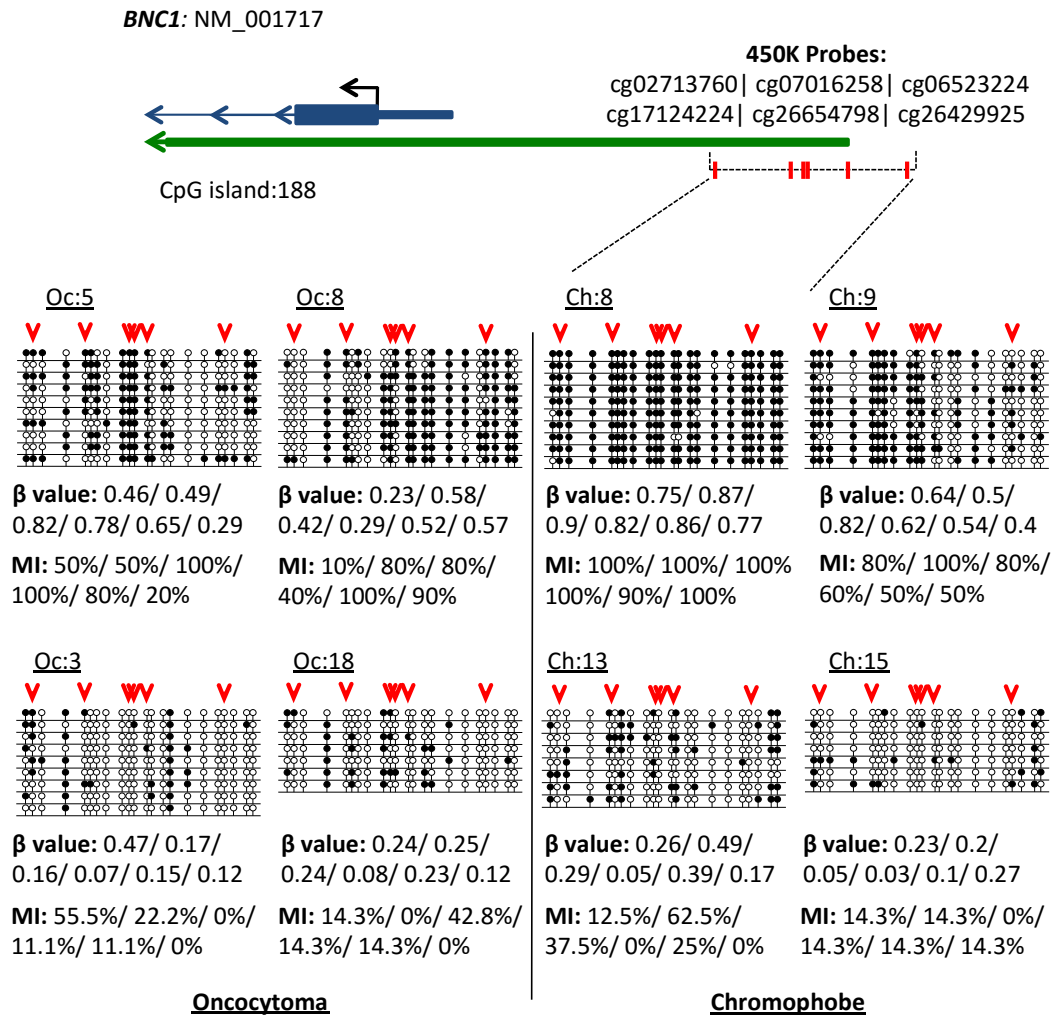 BNC1: NM_001717
450K Probes:
cg02713760| cg07016258| cg06523224
cg17124224| cg26654798| cg26429925
CpG island:188
Oc:5
Oc:8
Ch:8
Ch:9
β value: 0.46/ 0.49/
0.82/ 0.78/ 0.65/ 0.29
MI: 50%/ 50%/ 100%/
100%/ 80%/ 20%
β value: 0.23/ 0.58/
0.42/ 0.29/ 0.52/ 0.57
MI: 10%/ 80%/ 80%/
40%/ 100%/ 90%
β value: 0.75/ 0.87/
0.9/ 0.82/ 0.86/ 0.77
MI: 100%/ 100%/ 100%
100%/ 90%/ 100%
β value: 0.64/ 0.5/
0.82/ 0.62/ 0.54/ 0.4
MI: 80%/ 100%/ 80%/
60%/ 50%/ 50%
Oc:3
Oc:18
Ch:13
Ch:15
β value: 0.47/ 0.17/
0.16/ 0.07/ 0.15/ 0.12
MI: 55.5%/ 22.2%/ 0%/
11.1%/ 11.1%/ 0%
β value: 0.24/ 0.25/
0.24/ 0.08/ 0.23/ 0.12
MI: 14.3%/ 0%/ 42.8%/
14.3%/ 14.3%/ 0%
β value: 0.26/ 0.49/
0.29/ 0.05/ 0.39/ 0.17
MI: 12.5%/ 62.5%/
37.5%/ 0%/ 25%/ 0%
β value: 0.23/ 0.2/
0.05/ 0.03/ 0.1/ 0.27
MI: 14.3%/ 14.3%/ 0%/
14.3%/ 14.3%/ 14.3%
Oncocytoma
Chromophobe